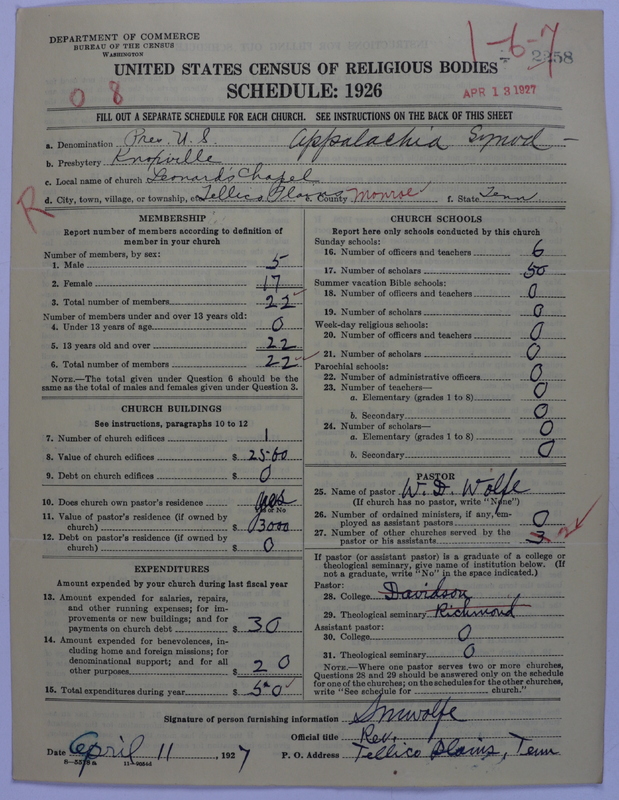 DEPARTMENT OF COMMERCE
BUREAU OF THE CENSUS
WASHINGTON
1-6-7
2258
UNITED STATES CENSUS OF RELIGIOUS BODIES
SCHEDULE: 1926
08
APR 13 1927
FILL OUT A SEPARATE SCHEDULE FOR EACH CHURCH. SEE INSTRUCTIONS ON THE BACK OF THIS SHEET
a. Denomination Pres. U.S. Appalachia Synod
b. Presbytery Knoxville
c. Local name of church Leonards Chapel
d. City, town, village, or township, etc. Tellico Plains e. County Monroe f. State Tenn
R
MEMBERSHIP
Report number of members according to definition of
member in your church
Number of members, by sex:
1. Male 5
2. Female 17
3. Total number of members 22
Number of members under and over 13 years old:
4. Under 13 years of age 0
5. 13 years old and over 22
6. Total number of members 22
NOTE.—The total given under Question 6 should be the
same as the total of males and females given under Question 3.
CHURCH BUILDINGS
See instructions, paragraphs 10 to 12
7. Number of church edifices 1
8. Value of church edifices $ 2500
9. Debt on church edifices $ 0
10. Does church own pastor's residence yes
Yes or No
11. Value of pastor's residence (if owned by
church) $ 3000
12. Debt on pastor's residence (if owned by
church) $ 0
EXPENDITURES
Amount expended by your church during last fiscal year
13. Amount expended for salaries, repairs,
and other running expenses; for im-
provements or new buildings; and for
payments on church debt $ 30
14. Amount expended for benevolences, in-
cluding home and foreign missions; for
denominational support; and for all
other purposes $ 20
15. Total expenditures during year $ 50
CHURCH SCHOOLS
Report here only schools conducted by this church
Sunday schools:
16. Number of officers and teachers 6
17. Number of scholars 50
Summer vacation Bible schools:
18. Number of officers and teachers 0
19. Number of scholars 0
Week-day religious schools:
20. Number of officers and teachers 0
21. Number of scholars 0
Parochial schools:
22. Number of administrative officers 0
23. Number of teachers—
a. Elementary (grades 1 to 8) 0
b. Secondary 0
24. Number of scholars—
a. Elementary (grades 1 to 8) 0
b. Secondary 0
PASTOR
25. Name of pastor W. D. Wolfe
(If church has no pastor, write "None")
26. Number of ordained ministers, if any, em-
ployed as assistant pastors 0
27. Number of other churches served by the
pastor or his assistants 3 2
If pastor (or assistant pastor) is a graduate of a college or
theological seminary, give name of institution below. (If
not a graduate, write "No" in the space indicated.)
Pastor:
28. College Davidson
29. Theological seminary Richmond
Assistant pastor:
30. College 0
31. Theological seminary 0
NOTE.—Where one pastor serves two or more churches,
Questions 28 and 29 should be answered only on the schedule
for one of the churches; on the schedules for the other churches,
write "See schedule for church."
Signature of person furnishing information
Official title Rev.
Date April 11, 1927 P. O. Address Tellico Plains, Tenn